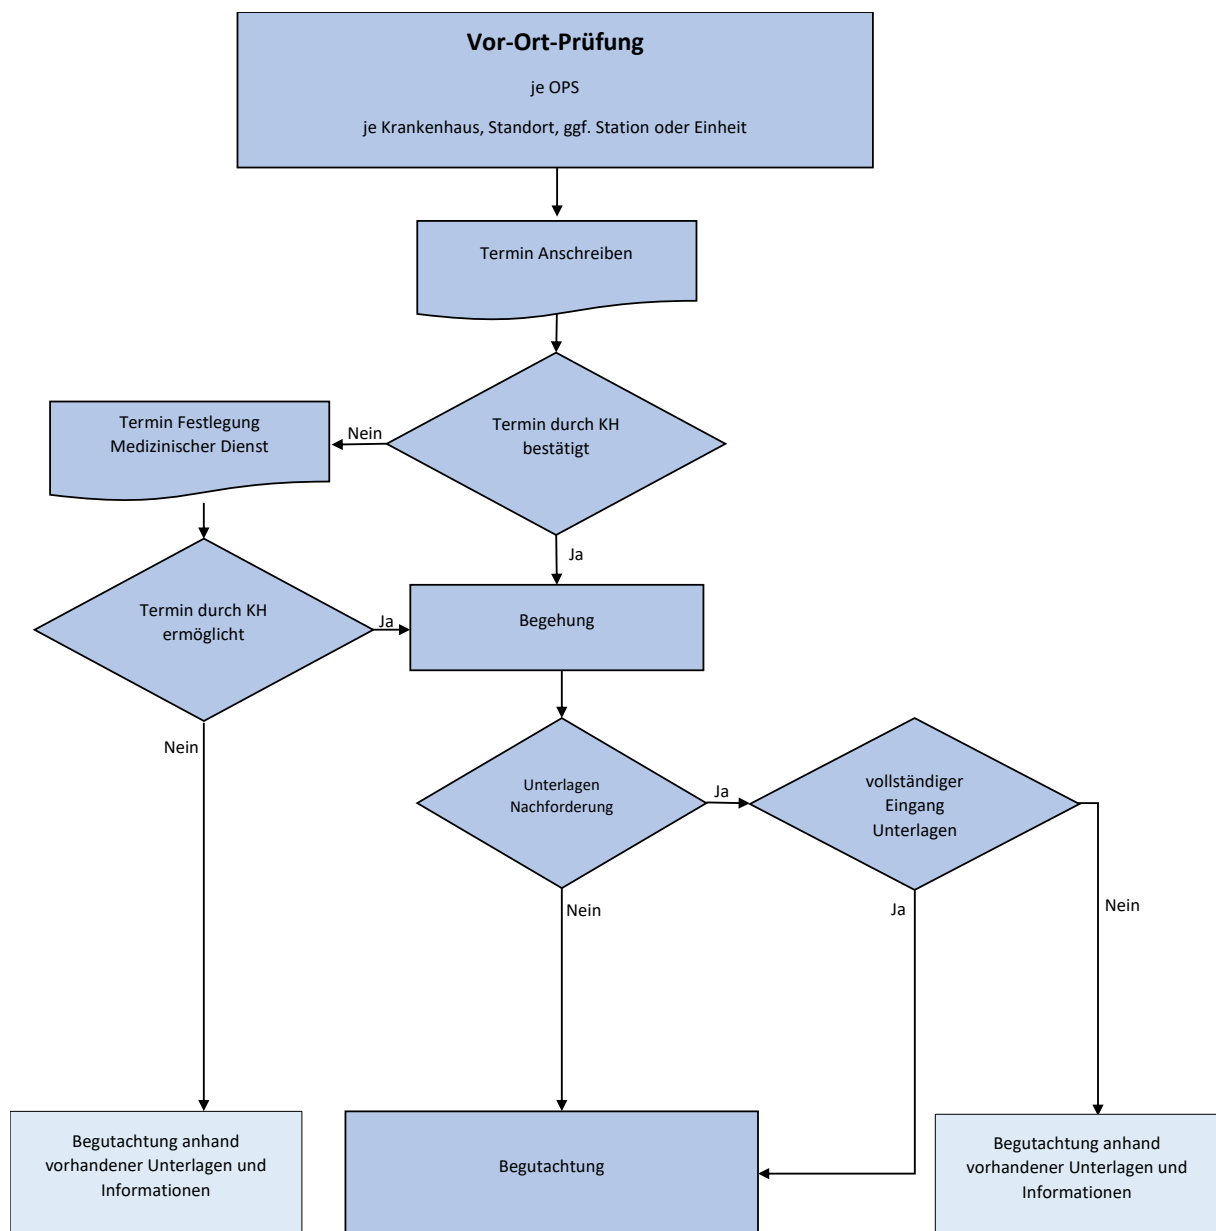 Vor-Ort-Prüfung
je OPS
je Krankenhaus, Standort, ggf. Station oder Einheit
Termin Anschreiben
Termin durch KH
bestätigt
Nein
Termin Festlegung
Medizinischer Dienst
Ja
Termin durch KH
ermöglicht
Ja
Begehung
Nein
Unterlagen
Nachforderung
Ja
vollständiger
Eingang
Unterlagen
Nein
Ja
Nein
Begutachtung anhand
vorhandener Unterlagen und
Informationen
Begutachtung
Begutachtung anhand
vorhandener Unterlagen und
Informationen